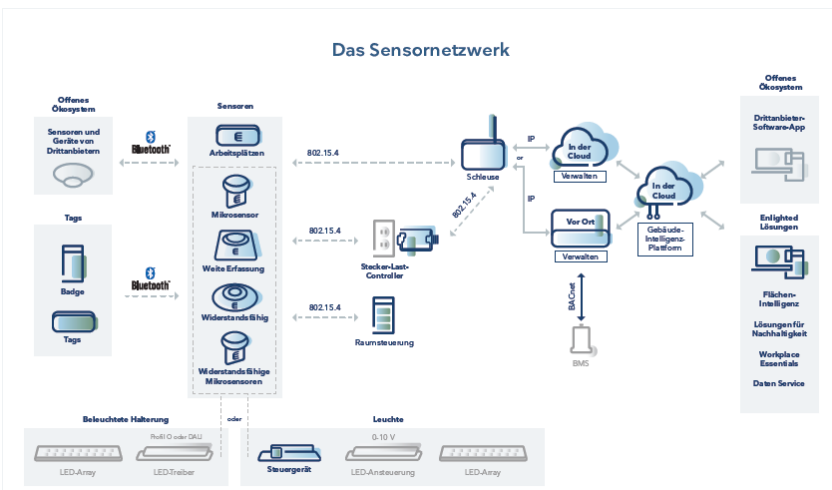 Das Sensornetzwerk
Offenes
Ökosystem
Sensoren und
Geräte von
Drittanbietern
Bluetooth
Tags
Badge
Tags
Bluetooth
Sensoren
Arbeitsplätzen
Mikrosensor
Weite Erfassung
Widerstandsfähig
Widerstandsfähige
Mikrosensoren
802.15.4
802.15.4
802.15.4
802.15.4
Stecker-Last-
Controller
Raumsteuerung
Schleuse
IP
or
IP
In der
Cloud
Verwalten
Vor Ort
Verwalten
BACnet
BMS
In der
Cloud
Gebäude-
Intelligenz-
Plattform
Offenes
Ökosystem
Drittanbieter-
Software-App
Enlighted
Lösungen
Flächen-
Intelligenz
Lösungen für
Nachhaltigkeit
Workplace
Essentials
Daten Service
Beleuchtete Halterung
oder
Leuchte
Profil O oder DALI
0-10 V
LED-Array
LED-Treiber
Steuergerät
LED-Ansteuerung
LED-Array